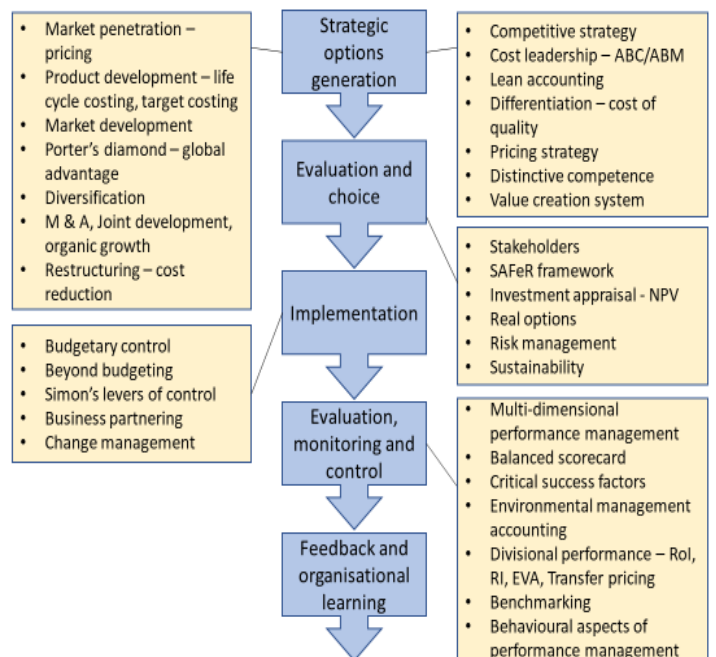 • Market penetration –
pricing
• Product development – life
cycle costing, target costing
• Market development
• Porter's diamond – global
advantage
• Diversification
• M & A, Joint development,
organic growth
• Restructuring – cost
reduction
Strategic
options
generation
• Competitive strategy
• Cost leadership – ABC/ABM
• Lean accounting
• Differentiation – cost of
quality
• Pricing strategy
• Distinctive competence
• Value creation system
Evaluation and
choice
• Stakeholders
• SAFeR framework
• Investment appraisal - NPV
• Real options
• Risk management
• Sustainability
Implementation
• Budgetary control
• Beyond budgeting
• Simon's levers of control
• Business partnering
• Change management
Evaluation,
monitoring and
control
• Multi-dimensional
performance management
• Balanced scorecard
• Critical success factors
• Environmental management
accounting
• Divisional performance – RoI,
RI, EVA, Transfer pricing
• Benchmarking
• Behavioural aspects of
performance management
Feedback and
organisational
learning